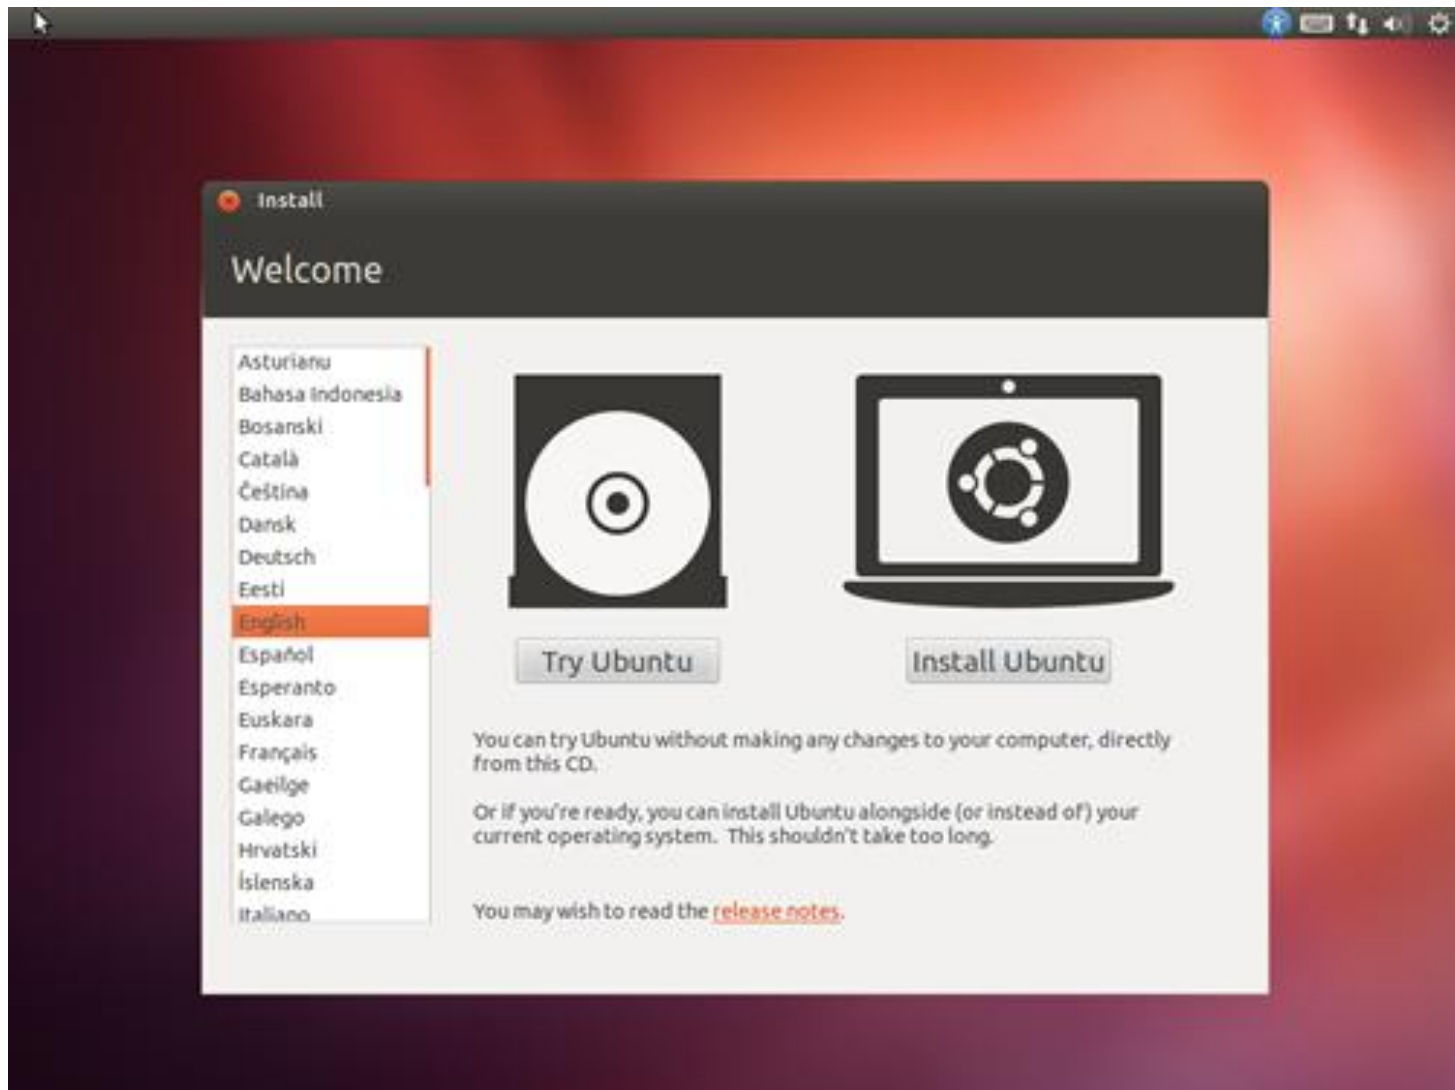 Install
Welcome
Asturianu
Bahasa Indonesia
Bosanski
Català
Čeština
Dansk
Deutsch
Eesti
English
Español
Esperanto
Euskara
Français
Gaeilge
Galego
Hrvatski
Íslenska
Italiano
Try Ubuntu
Install Ubuntu
You can try Ubuntu without making any changes to your computer, directly
from this CD.
Or if you're ready, you can install Ubuntu alongside (or instead of) your
current operating system. This shouldn't take too long.
You may wish to read the release notes.